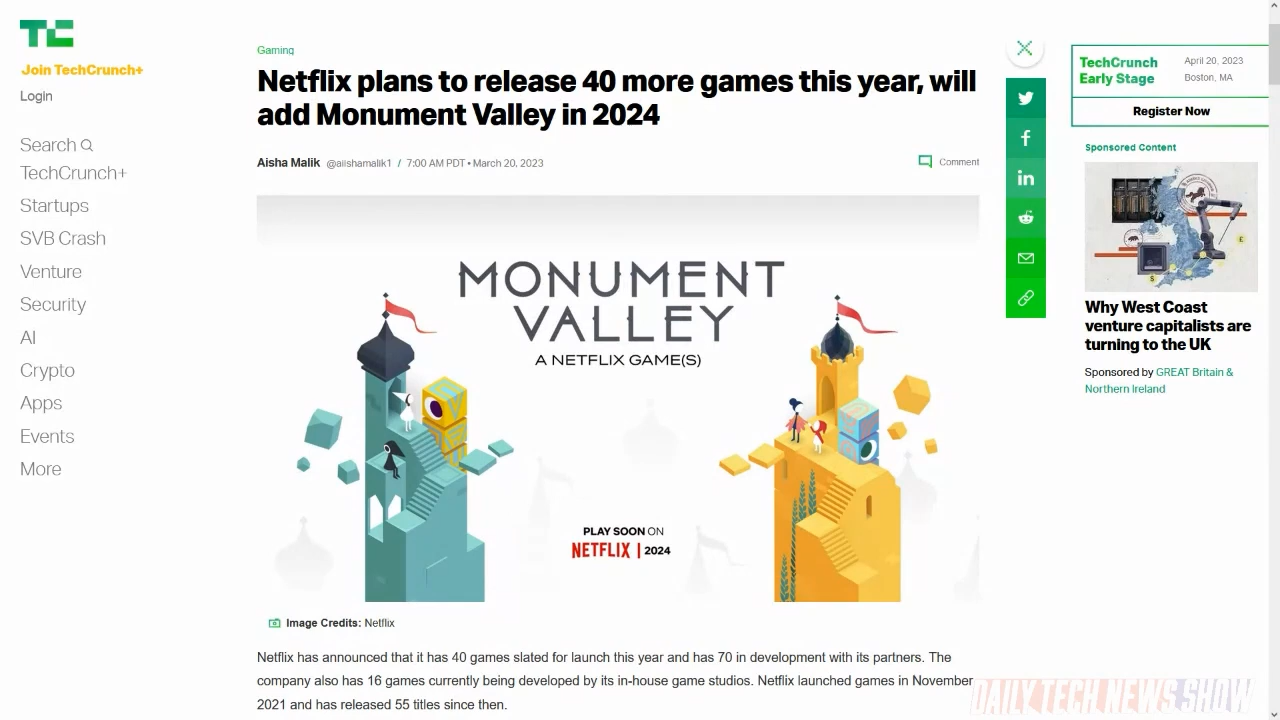 TC
Join TechCrunch+
Login
Search
TechCrunch+
Startups
SVB Crash
Venture
Security
AI
Crypto
Apps
Events
More
Gaming
Netflix plans to release 40 more games this year, will
add Monument Valley in 2024
Aisha Malik @aiishamalik1 / 7:00 AM PDT • March 20, 2023
Comment
MONUMENT
VALLEY
A NETFLIX GAME(S)
PLAY SOON ON
NETFLIX | 2024
Image Credits: Netflix
Netflix has announced that it has 40 games slated for launch this year and has 70 in development with its partners. The
company also has 16 games currently being developed by its in-house game studios. Netflix launched games in November
2021 and has released 55 titles since then.
TechCrunch
Early Stage
April 20, 2023
Boston, MA
Register Now
Sponsored Content
Why West Coast
venture capitalists are
turning to the UK
Sponsored by GREAT Britain &
Northern Ireland
DAILY TECH NEWS SHOW